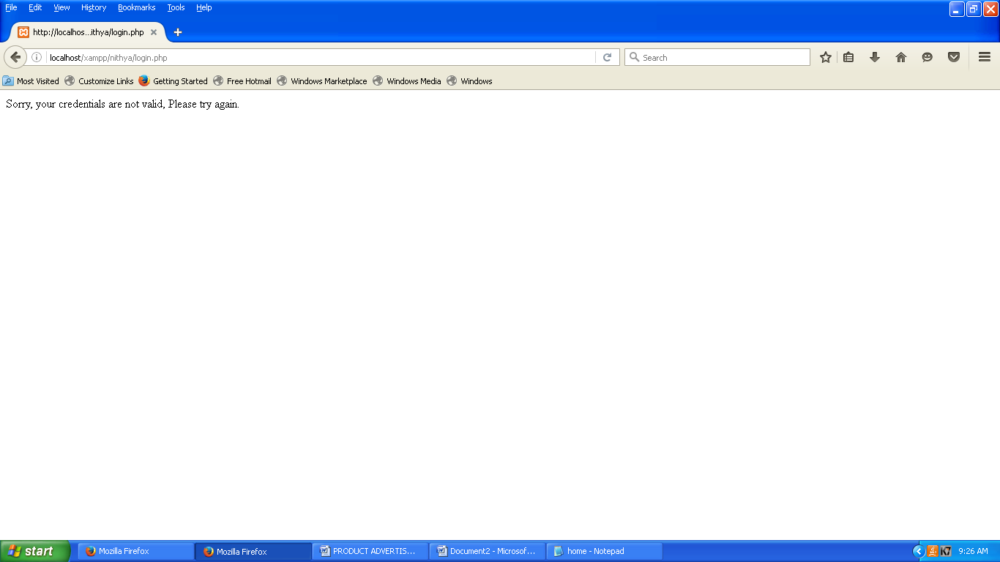 File Edit View History Bookmarks Tools Help
http://localhos...ithya/login.php
localhost/xampp/nithya/login.php Search
Most Visited Customize Links Getting Started Free Hotmail Windows Marketplace Windows Media Windows
Sorry, your credentials are not valid, Please try again.
start Mozilla Firefox Mozilla Firefox PRODUCT ADVERTIS... Document2 - Microsof... home - Notepad K7 9:26 AM